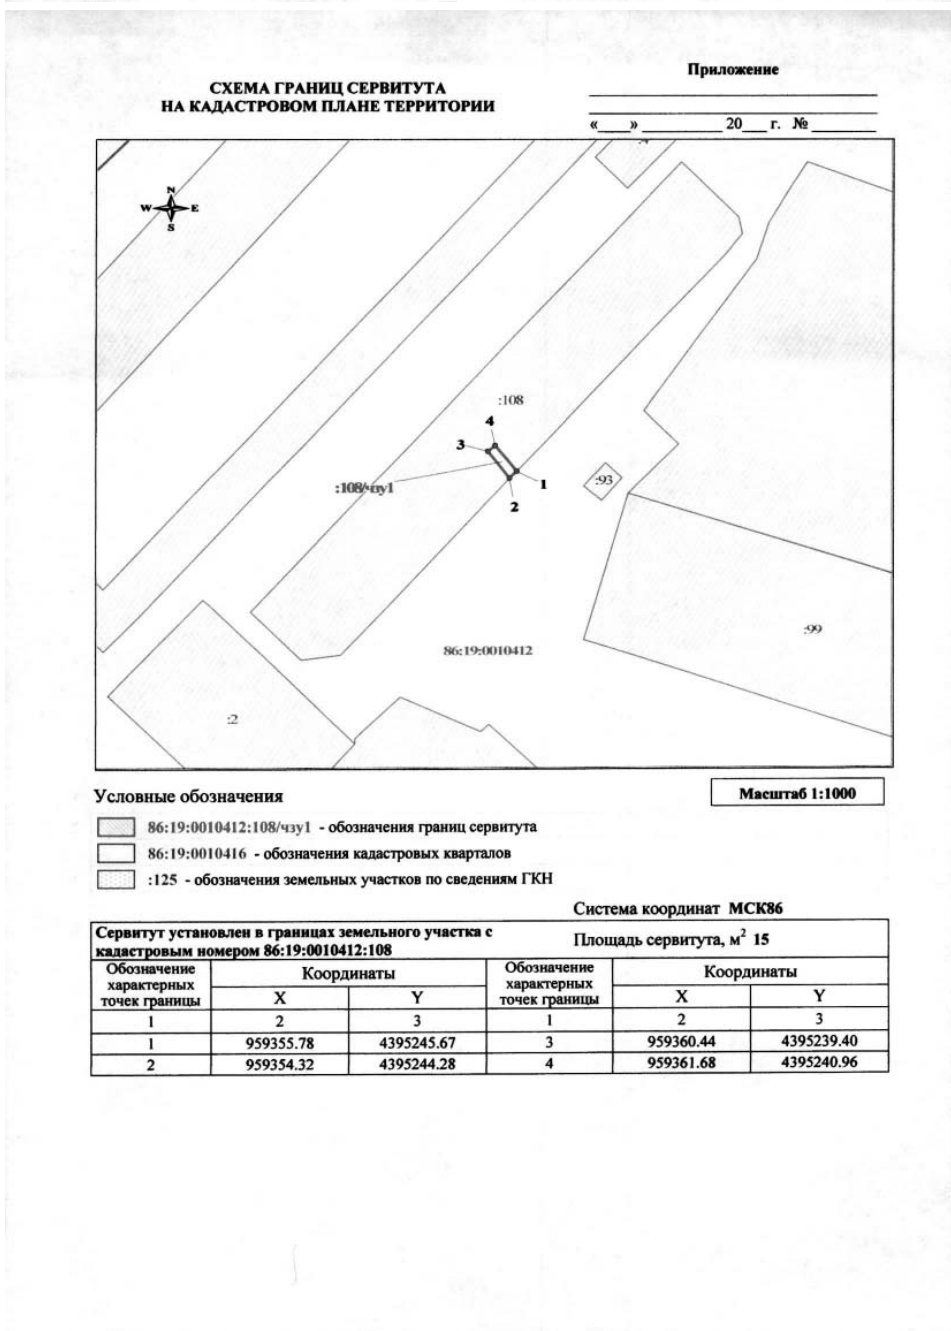 Приложение
СХЕМА ГРАНИЦ СЕРВИТУТА
НА КАДАСТРОВОМ ПЛАНЕ ТЕРРИТОРИИ
«____» __________ 20___ г. № ________
N
W E
S
:108
4
3
:108/чзу1
1
2
:93
86:19:0010412
:99
:2
Условные обозначения
Масштаб 1:1000
86:19:0010412:108/чзу1 - обозначения границ сервитута
86:19:0010416 - обозначения кадастровых кварталов
:125 - обозначения земельных участков по сведениям ГКН
Система координат МСК86
Сервитут установлен в границах земельного участка с
кадастровым номером 86:19:0010412:108
Площадь сервитута, м² 15
Обозначение характерных точек границы Координаты Обозначение характерных точек границы Координаты
X Y X Y
1 2 3 1 2 3
1 959355.78 4395245.67 3 959360.44 4395239.40
2 959354.32 4395244.28 4 959361.68 4395240.96